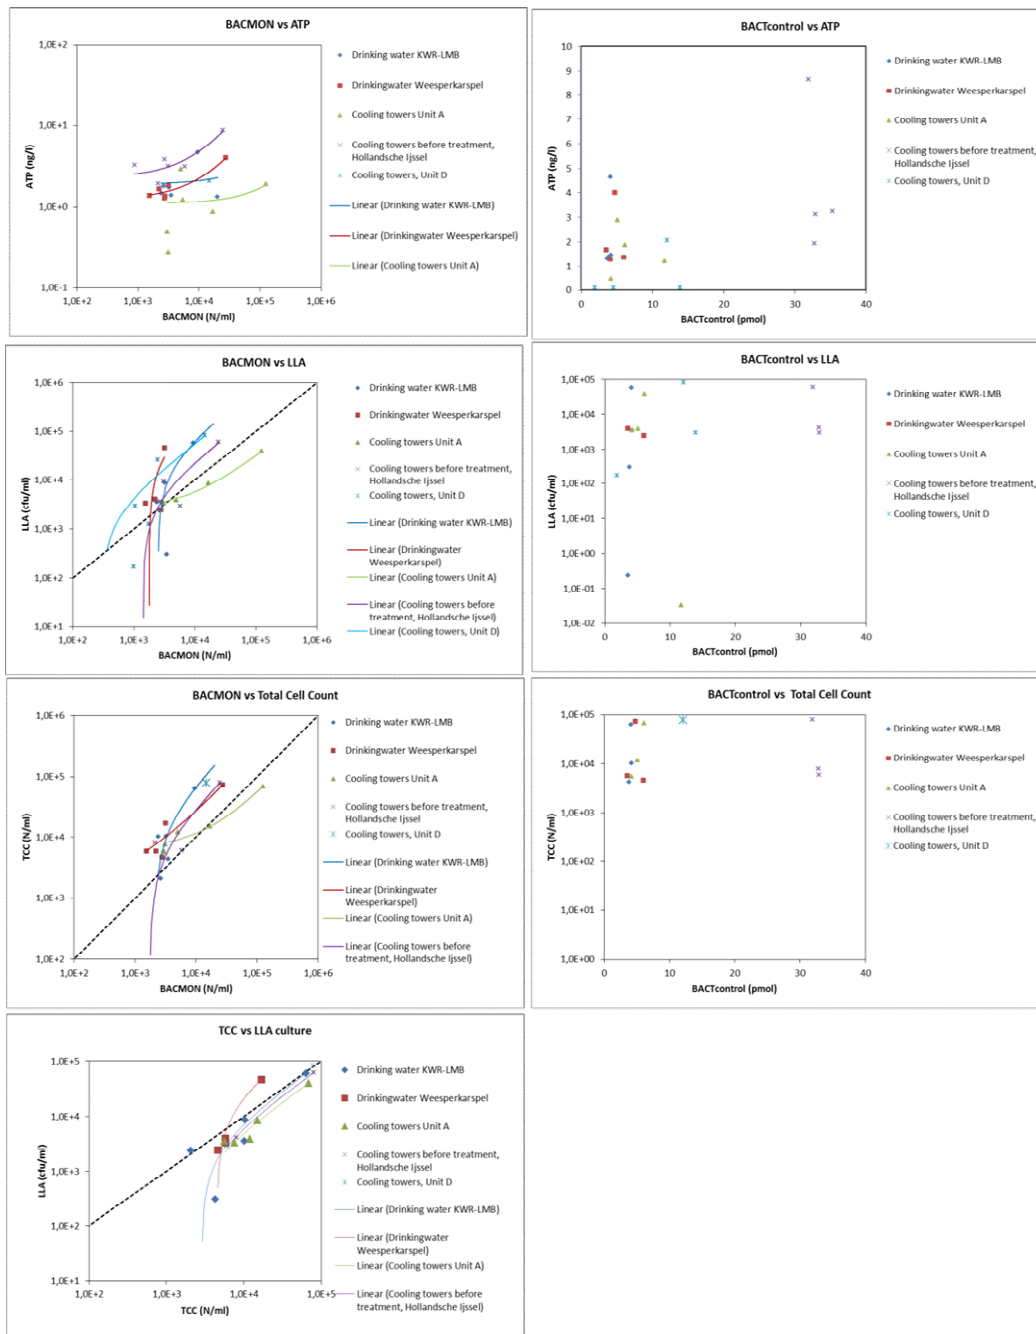 BACMON vs ATP
1,0E+2
1,0E+1
1,0E+0
1,0E-1
ATP (ng/l)
1,0E+2 1,0E+3 1,0E+4 1,0E+5 1,0E+16
BACMON (N/ml)
Drinking water KWR-LMB
Drinkingwater Weesperkarspel
Cooling towers Unit A
Cooling towers before treatment,
Hollandsche Ijssel
Cooling towers, Unit D
Linear (Drinking water KWR-LMB)
Linear (Drinkingwater Weesperkarspel)
Linear (Cooling towers Unit A)
BACTcontrol vs ATP
10
9
8
7
6
5
4
3
2
1
0
ATP (ng/l)
0 10 20 30 40
BACTcontrol (pmol)
Drinking water KWR-LMB
Drinkingwater Weesperkarspel
Cooling towers Unit A
Cooling towers before treatment,
Hollandsche Ijssel
Cooling towers, Unit D
BACMON vs LLA
1,0E+6
1,0E+5
1,0E+4
1,0E+3
1,0E+2
1,0E+1
LLA (cfu/ml)
1,0E+2 1,0E+3 1,0E+4 1,0E+5 1,0E+6
BACMON (N/ml)
Drinking water KWR-LMB
Drinkingwater Weesperkarspel
Cooling towers Unit A
Cooling towers before treatment,
Hollandsche Ijssel
Cooling towers, Unit D
Linear (Drinking water KWR-LMB)
Linear (Drinkingwater
Weesperkarspel)
Linear (Cooling towers Unit A)
Linear (Cooling towers before
treatment, Hollandsche Ijssel)
Linear (Cooling towers, Unit D)
BACTcontrol vs LLA
1,0E+05
1,0E+04
1,0E+03
1,0E+02
1,0E+01
1,0E+00
1,0E-01
1,0E-02
LLA (cfu/ml)
0 10 20 30 40
BACTcontrol (pmol)
Drinking water KWR-LMB
Drinkingwater Weesperkarspel
Cooling towers Unit A
Cooling towers before treatment,
Hollandsche Ijssel
Cooling towers, Unit D
BACMON vs Total Cell Count
1,0E+6
1,0E+5
1,0E+4
1,0E+3
1,0E+2
TCC (N/ml)
1,0E+2 1,0E+3 1,0E+4 1,0E+5 1,0E+6
BACMON (N/ml)
Drinking water KWR-LMB
Drinkingwater Weesperkarspel
Cooling towers Unit A
Cooling towers before treatment,
Hollandsche Ijssel
Cooling towers, Unit D
Linear (Drinking water KWR-LMB)
Linear (Drinkingwater
Weesperkarspel)
Linear (Cooling towers Unit A)
Linear (Cooling towers before
treatment, Hollandsche Ijssel)
BACTcontrol vs Total Cell Count
1,0E+05
1,0E+04
1,0E+03
1,0E+02
1,0E+01
1,0E+00
TCC (N/ml)
0 10 20 30 40
BACTcontrol (pmol)
Drinking water KWR-LMB
Drinkingwater Weesperkarspel
Cooling towers Unit A
Cooling towers before treatment,
Hollandsche Ijssel
Cooling towers, Unit D
TCC vs LLA culture
1,0E+5
1,0E+4
1,0E+3
1,0E+2
1,0E+1
LLA (cfu/ml)
1,0E+2 1,0E+3 1,0E+4 1,0E+5
TCC (N/ml)
Drinking water KWR-LMB
Drinkingwater Weesperkarspel
Cooling towers Unit A
Cooling towers before treatment,
Hollandsche Ijssel
Cooling towers, Unit D
Linear (Drinking water KWR-LMB)
Linear (Drinkingwater
Weesperkarspel)
Linear (Cooling towers Unit A)
Linear (Cooling towers before
treatment, Hollandsche Ijssel)